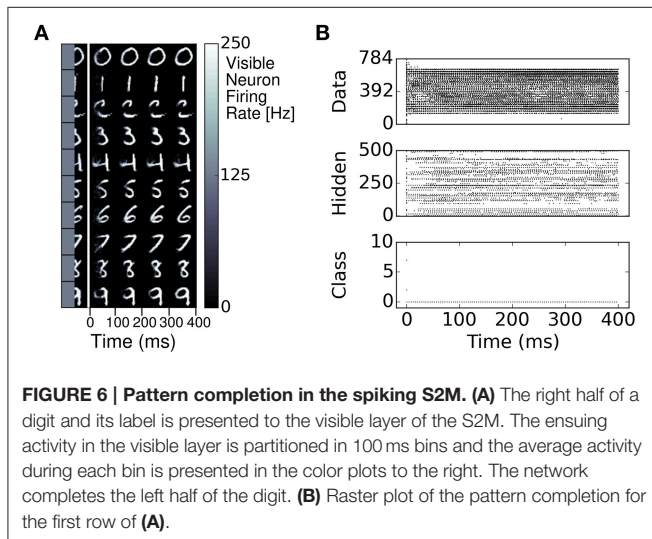 A
250
Visible
Neuron
Firing
Rate [Hz]
125
0
0 100 200 300 400
Time (ms)
B
784
392
0
Data
500
250
0
Hidden
10
5
0
Class
0 100 200 300 400
Time (ms)
FIGURE 6 | Pattern completion in the spiking S2M. (A) The right half of a
digit and its label is presented to the visible layer of the S2M. The ensuing
activity in the visible layer is partitioned in 100 ms bins and the average activity
during each bin is presented in the color plots to the right. The network
completes the left half of the digit. (B) Raster plot of the pattern completion for
the first row of (A).